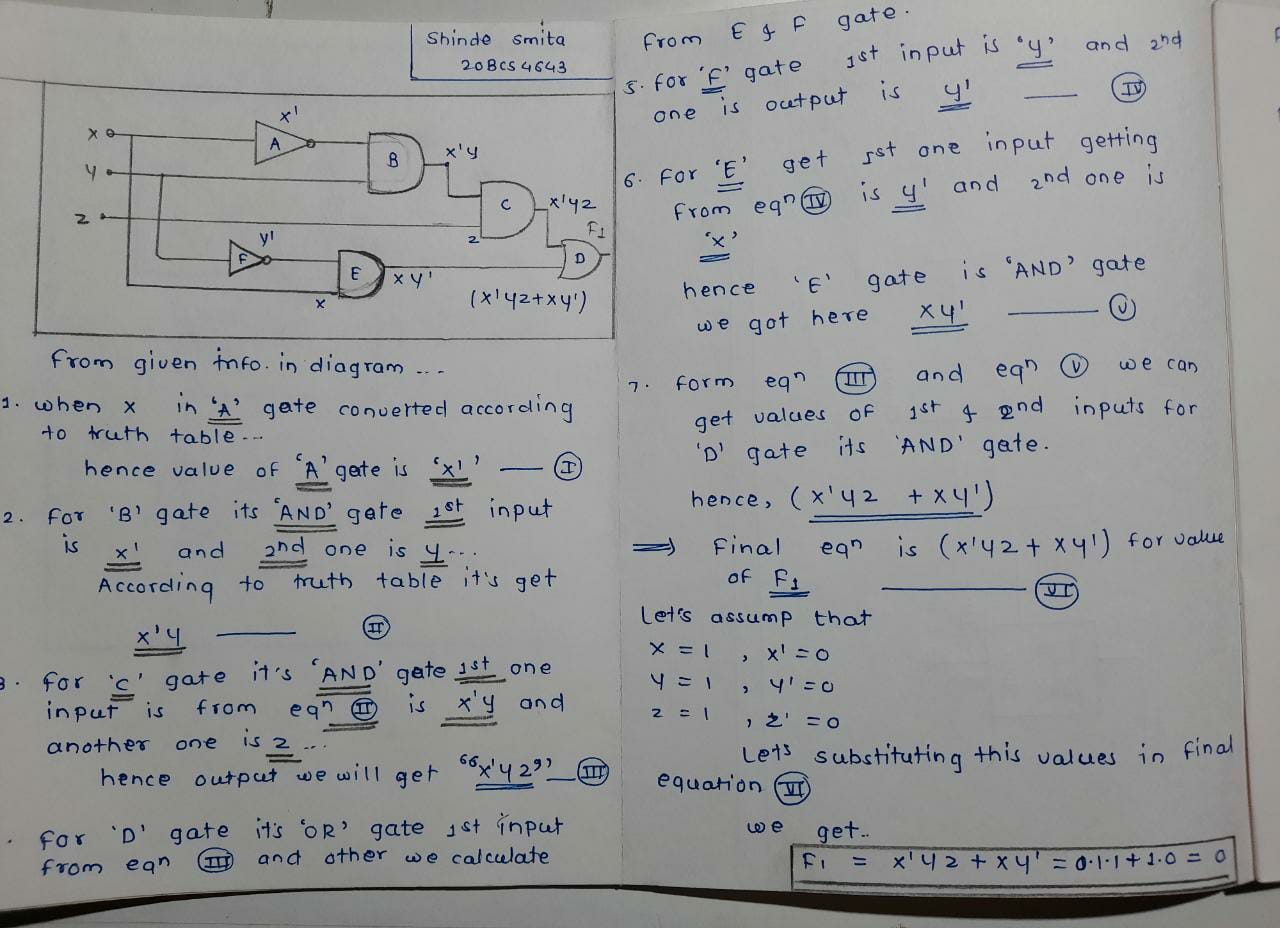 Shinde Smita
20BCS4643
x'
x
A
B
x'y
y
C
x'yz
z
F1
y'
z
F
E
xy'
D
x
(x'yz+xy')
from given info. in diagram ...
1. when x in 'A' gate converted according
to truth table...
hence value of 'A' gate is 'x'' — I
2. for 'B' gate its 'AND' gate 1st input
is x' and 2nd one is y...
According to truth table it's get
x'y — II
3. for 'c' gate it's 'AND' gate 1st one
input is from eqn II is x'y and
another one is z...
hence output we will get "x'yz" — III
. for 'D' gate it's 'OR' gate 1st input
from eqn III and other we calculate
from E & F gate.
5. for 'F' gate 1st input is 'y' and 2nd
one is output is y' — IV
6. For 'E' get 1st one input getting
from eqn IV is y' and 2nd one is
'x'
hence 'E' gate is 'AND' gate
we got here xy' — V
7. form eqn III and eqn V we can
get values of 1st & 2nd inputs for
'D' gate its 'AND' gate.
hence, (x'yz + xy')
⇒ Final eqn is (x'yz + xy') for value
of F1 — VI
Let's assump that
x = 1 , x' = 0
y = 1 , y' = 0
z = 1 , z' = 0
Lets substituting this values in final
equation VI
we get..
F1 = x'yz + xy' = 0·1·1 + 1·0 = 0